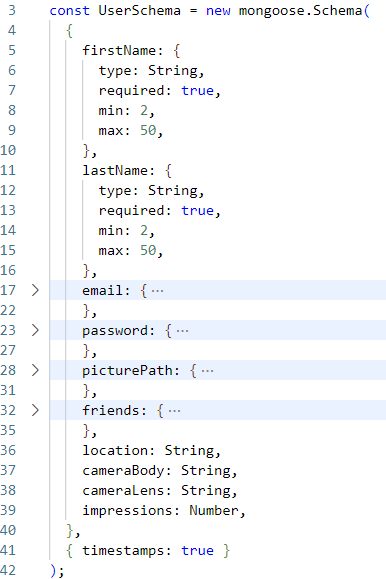 3 const UserSchema = new mongoose.Schema(
4 {
5 firstName: {
6 type: String,
7 required: true,
8 min: 2,
9 max: 50,
10 },
11 lastName: {
12 type: String,
13 required: true,
14 min: 2,
15 max: 50,
16 },
17 > email: { ···
22 },
23 > password: { ···
27 },
28 > picturePath: { ···
31 },
32 > friends: { ···
35 },
36 location: String,
37 cameraBody: String,
38 cameraLens: String,
39 impressions: Number,
40 },
41 { timestamps: true }
42 );